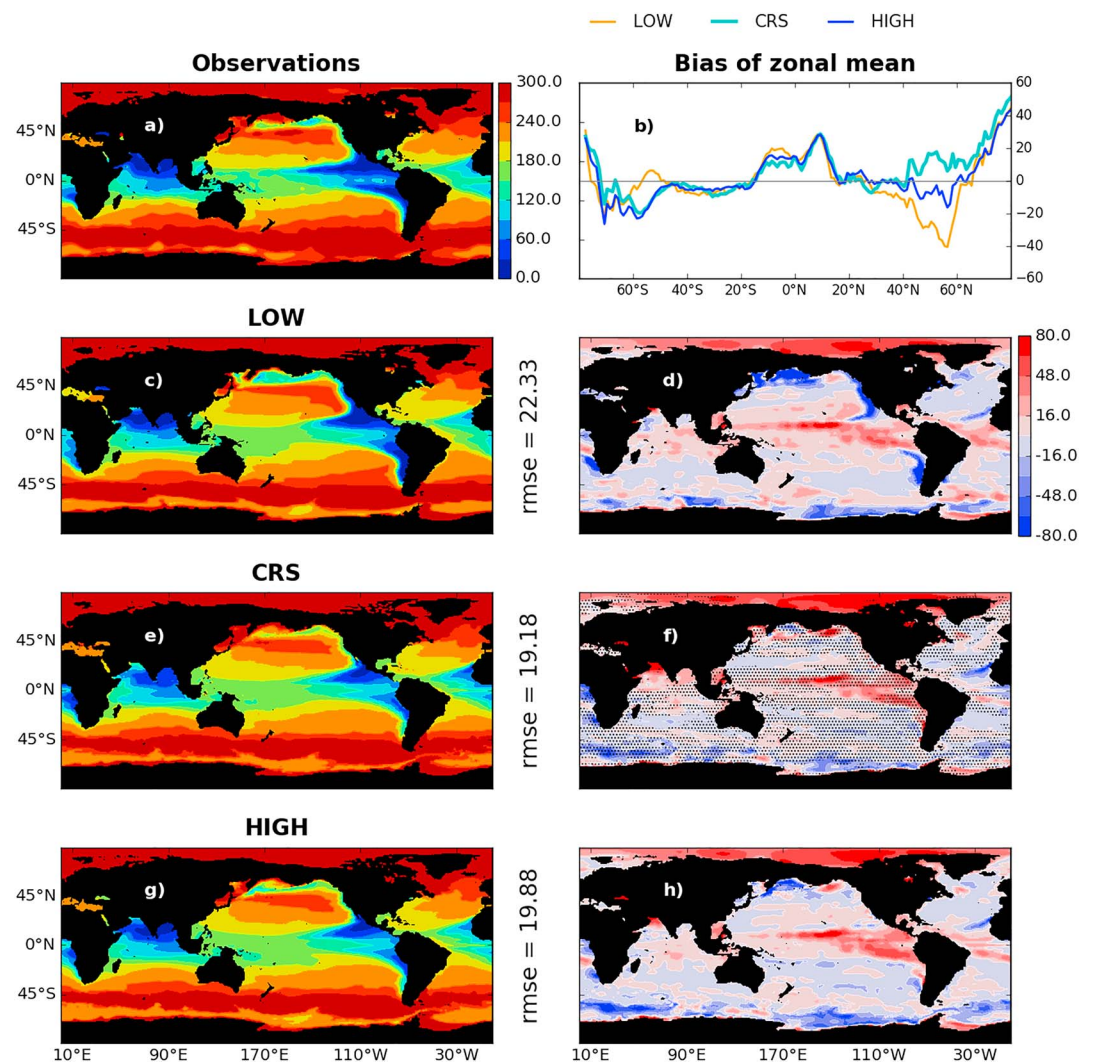 LOW CRS HIGH
Observations
Bias of zonal mean
a)
45°N
0°N
45°S
300.0
240.0
180.0
120.0
60.0
0.0
b)
60
40
20
0
−20
−40
−60
60°S 40°S 20°S 0°N 20°N 40°N 60°N
LOW
c)
45°N
0°N
45°S
rmse = 22.33
d)
80.0
48.0
16.0
-16.0
-48.0
-80.0
CRS
e)
45°N
0°N
45°S
rmse = 19.18
f)
HIGH
g)
45°N
0°N
45°S
rmse = 19.88
h)
10°E 90°E 170°E 110°W 30°W
10°E 90°E 170°E 110°W 30°W